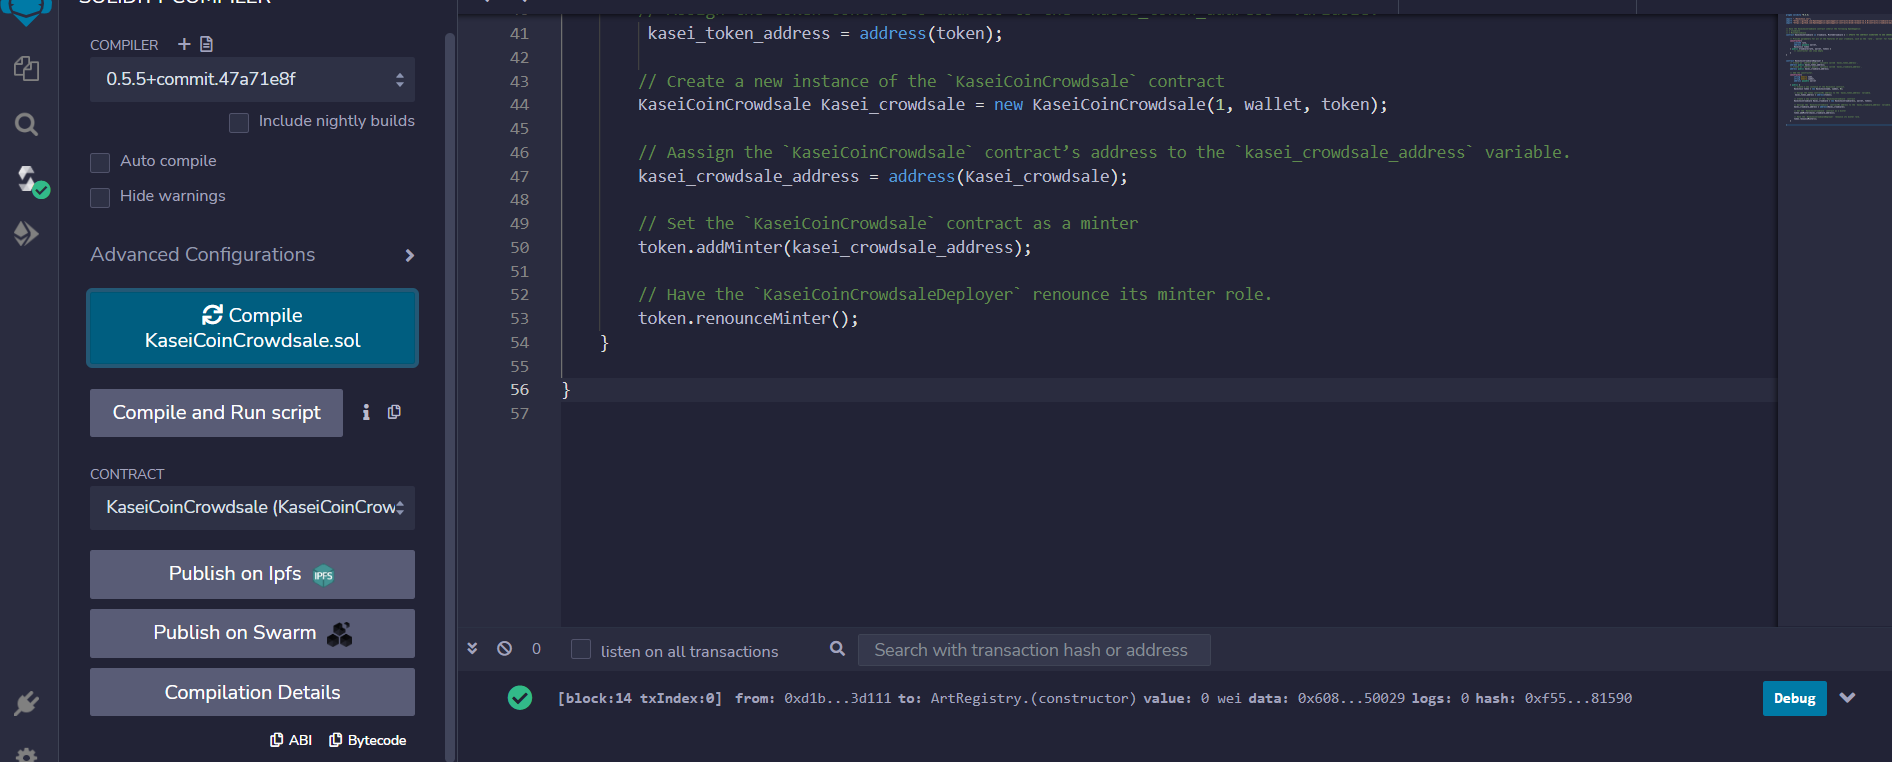 SOLIDITY COMPILER
COMPILER
0.5.5+commit.47a71e8f
Include nightly builds
Auto compile
Hide warnings
Advanced Configurations
Compile
KaseiCoinCrowdsale.sol
Compile and Run script
CONTRACT
KaseiCoinCrowdsale (KaseiCoinCrow
Publish on Ipfs
IPFS
Publish on Swarm
Compilation Details
ABI
Bytecode
41 kasei_token_address = address(token);
42
43 // Create a new instance of the `KaseiCoinCrowdsale` contract
44 KaseiCoinCrowdsale Kasei_crowdsale = new KaseiCoinCrowdsale(1, wallet, token);
45
46 // Aassign the `KaseiCoinCrowdsale` contract’s address to the `kasei_crowdsale_address` variable.
47 kasei_crowdsale_address = address(Kasei_crowdsale);
48
49 // Set the `KaseiCoinCrowdsale` contract as a minter
50 token.addMinter(kasei_crowdsale_address);
51
52 // Have the `KaseiCoinCrowdsaleDeployer` renounce its minter role.
53 token.renounceMinter();
54 }
55
56 }
57
0
listen on all transactions
Search with transaction hash or address
[block:14 txIndex:0] from: 0xd1b...3d111 to: ArtRegistry.(constructor) value: 0 wei data: 0x608...50029 logs: 0 hash: 0xf55...81590
Debug